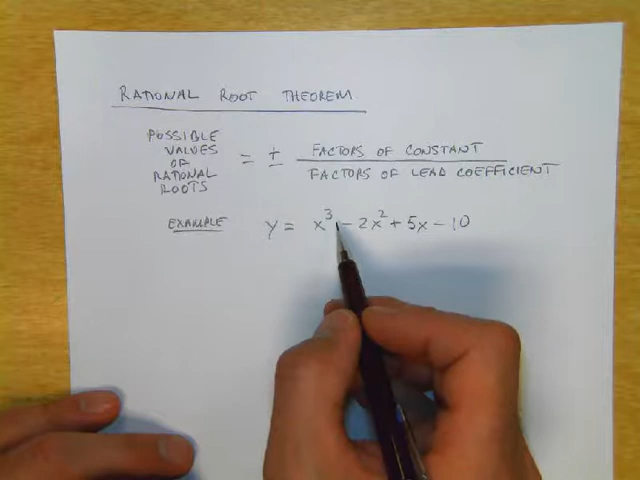 RATIONAL ROOT THEOREM
POSSIBLE
VALUES
OF
RATIONAL
ROOTS
= ± FACTORS OF CONSTANT
FACTORS OF LEAD COEFFICIENT
EXAMPLE y = x³ - 2x² + 5x - 10